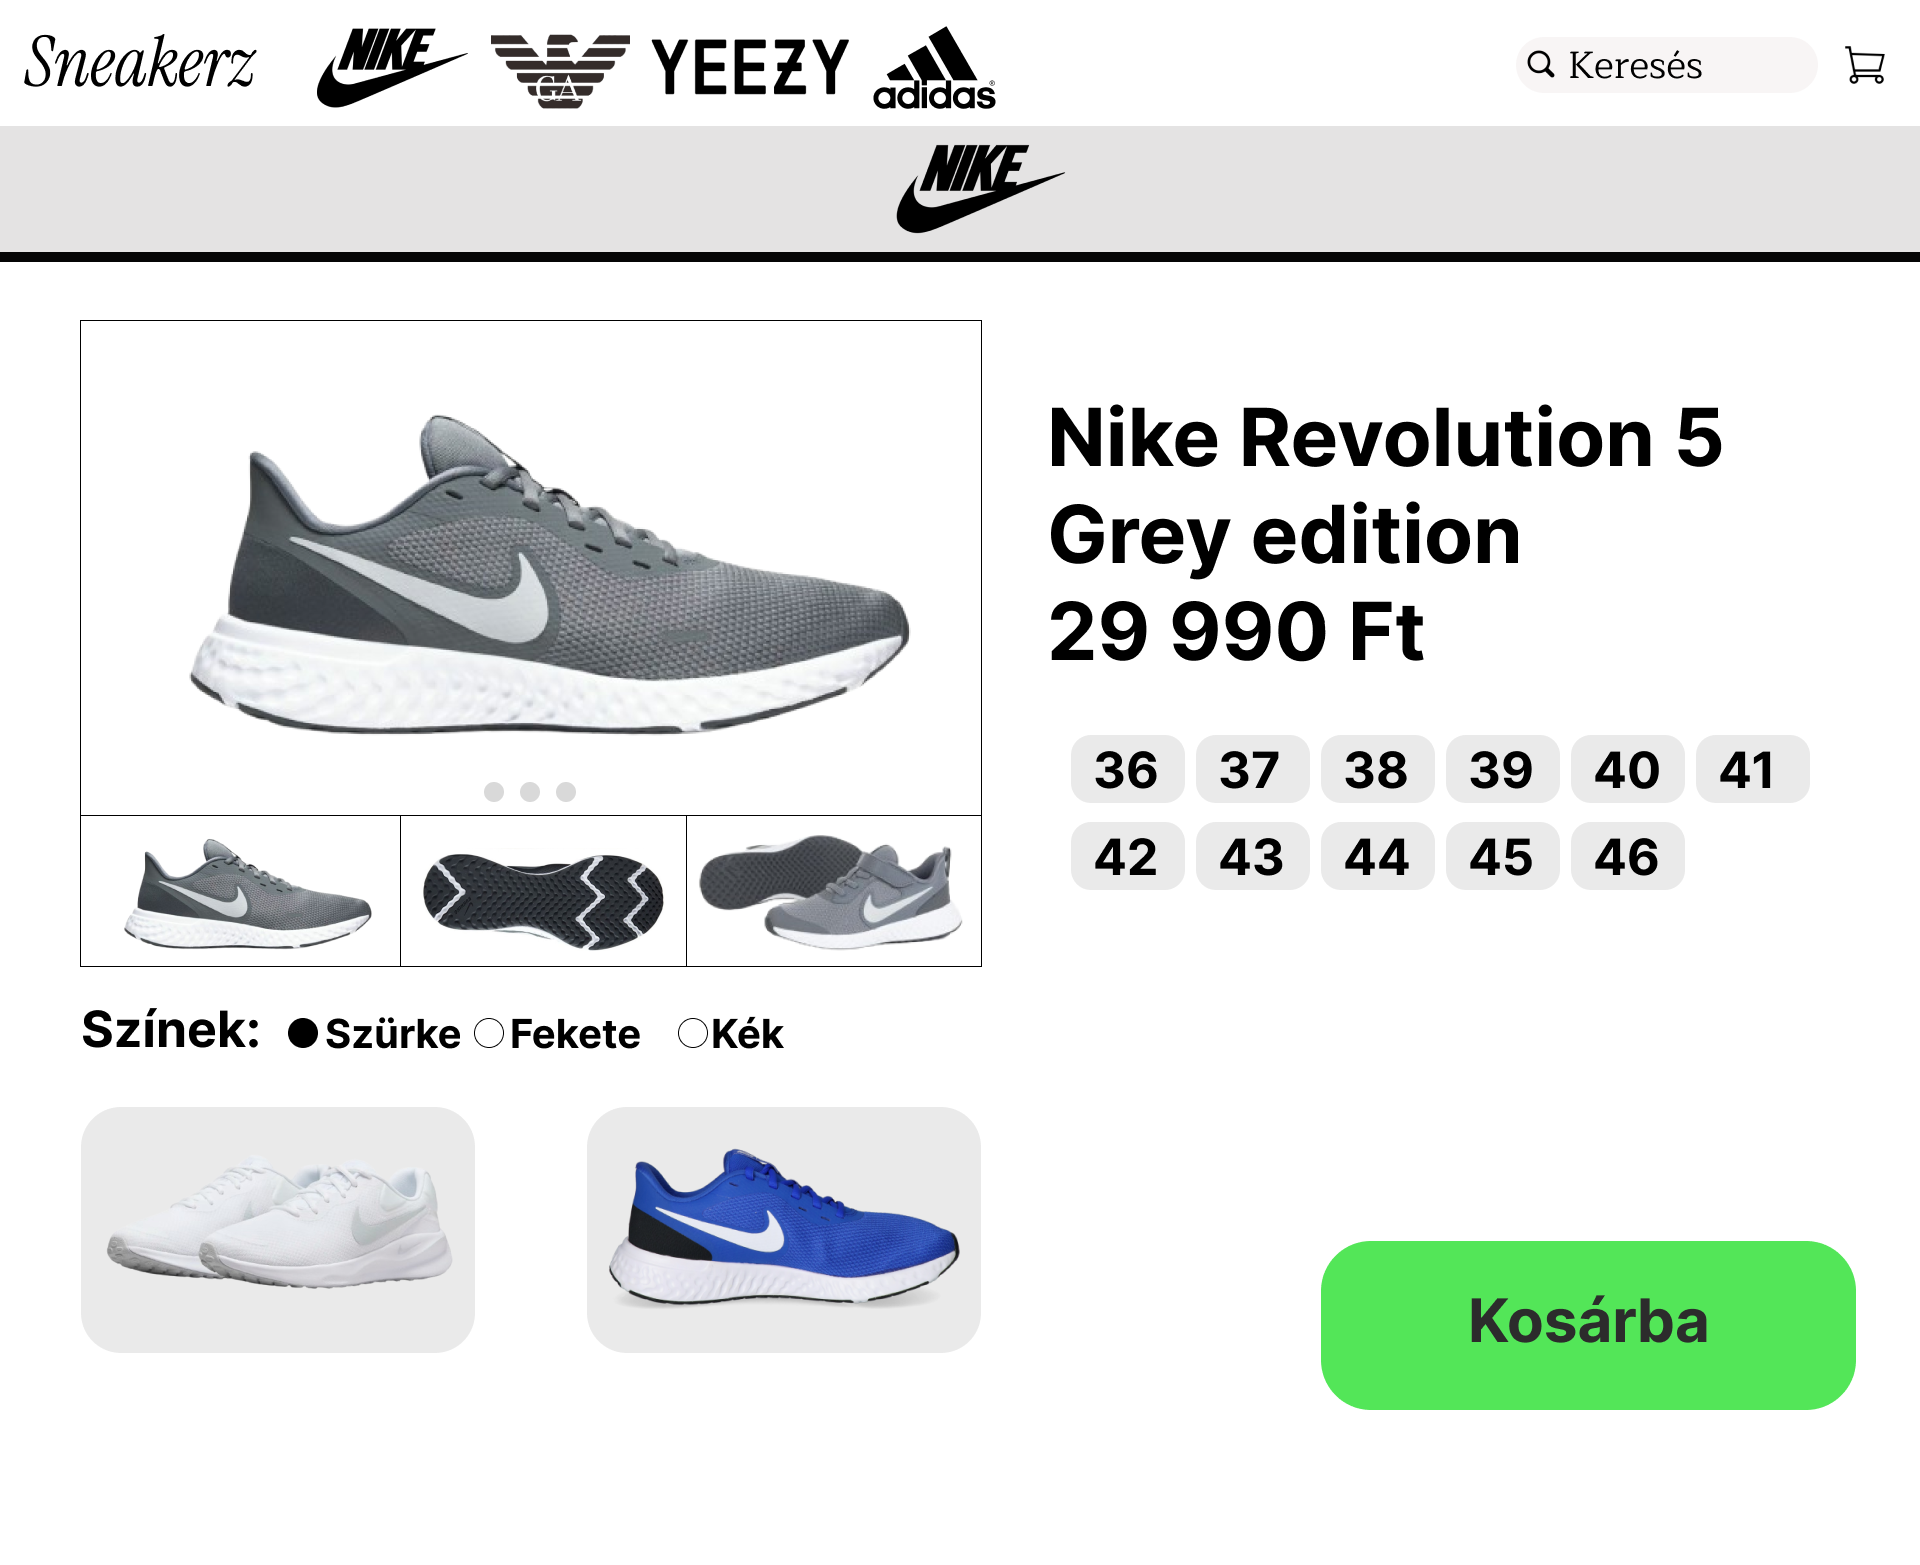 Sneakerz NIKE GA YEEZY adidas® Keresés
NIKE
Nike Revolution 5
Grey edition
29 990 Ft
36 37 38 39 40 41
42 43 44 45 46
Színek: Szürke Fekete Kék
Kosárba